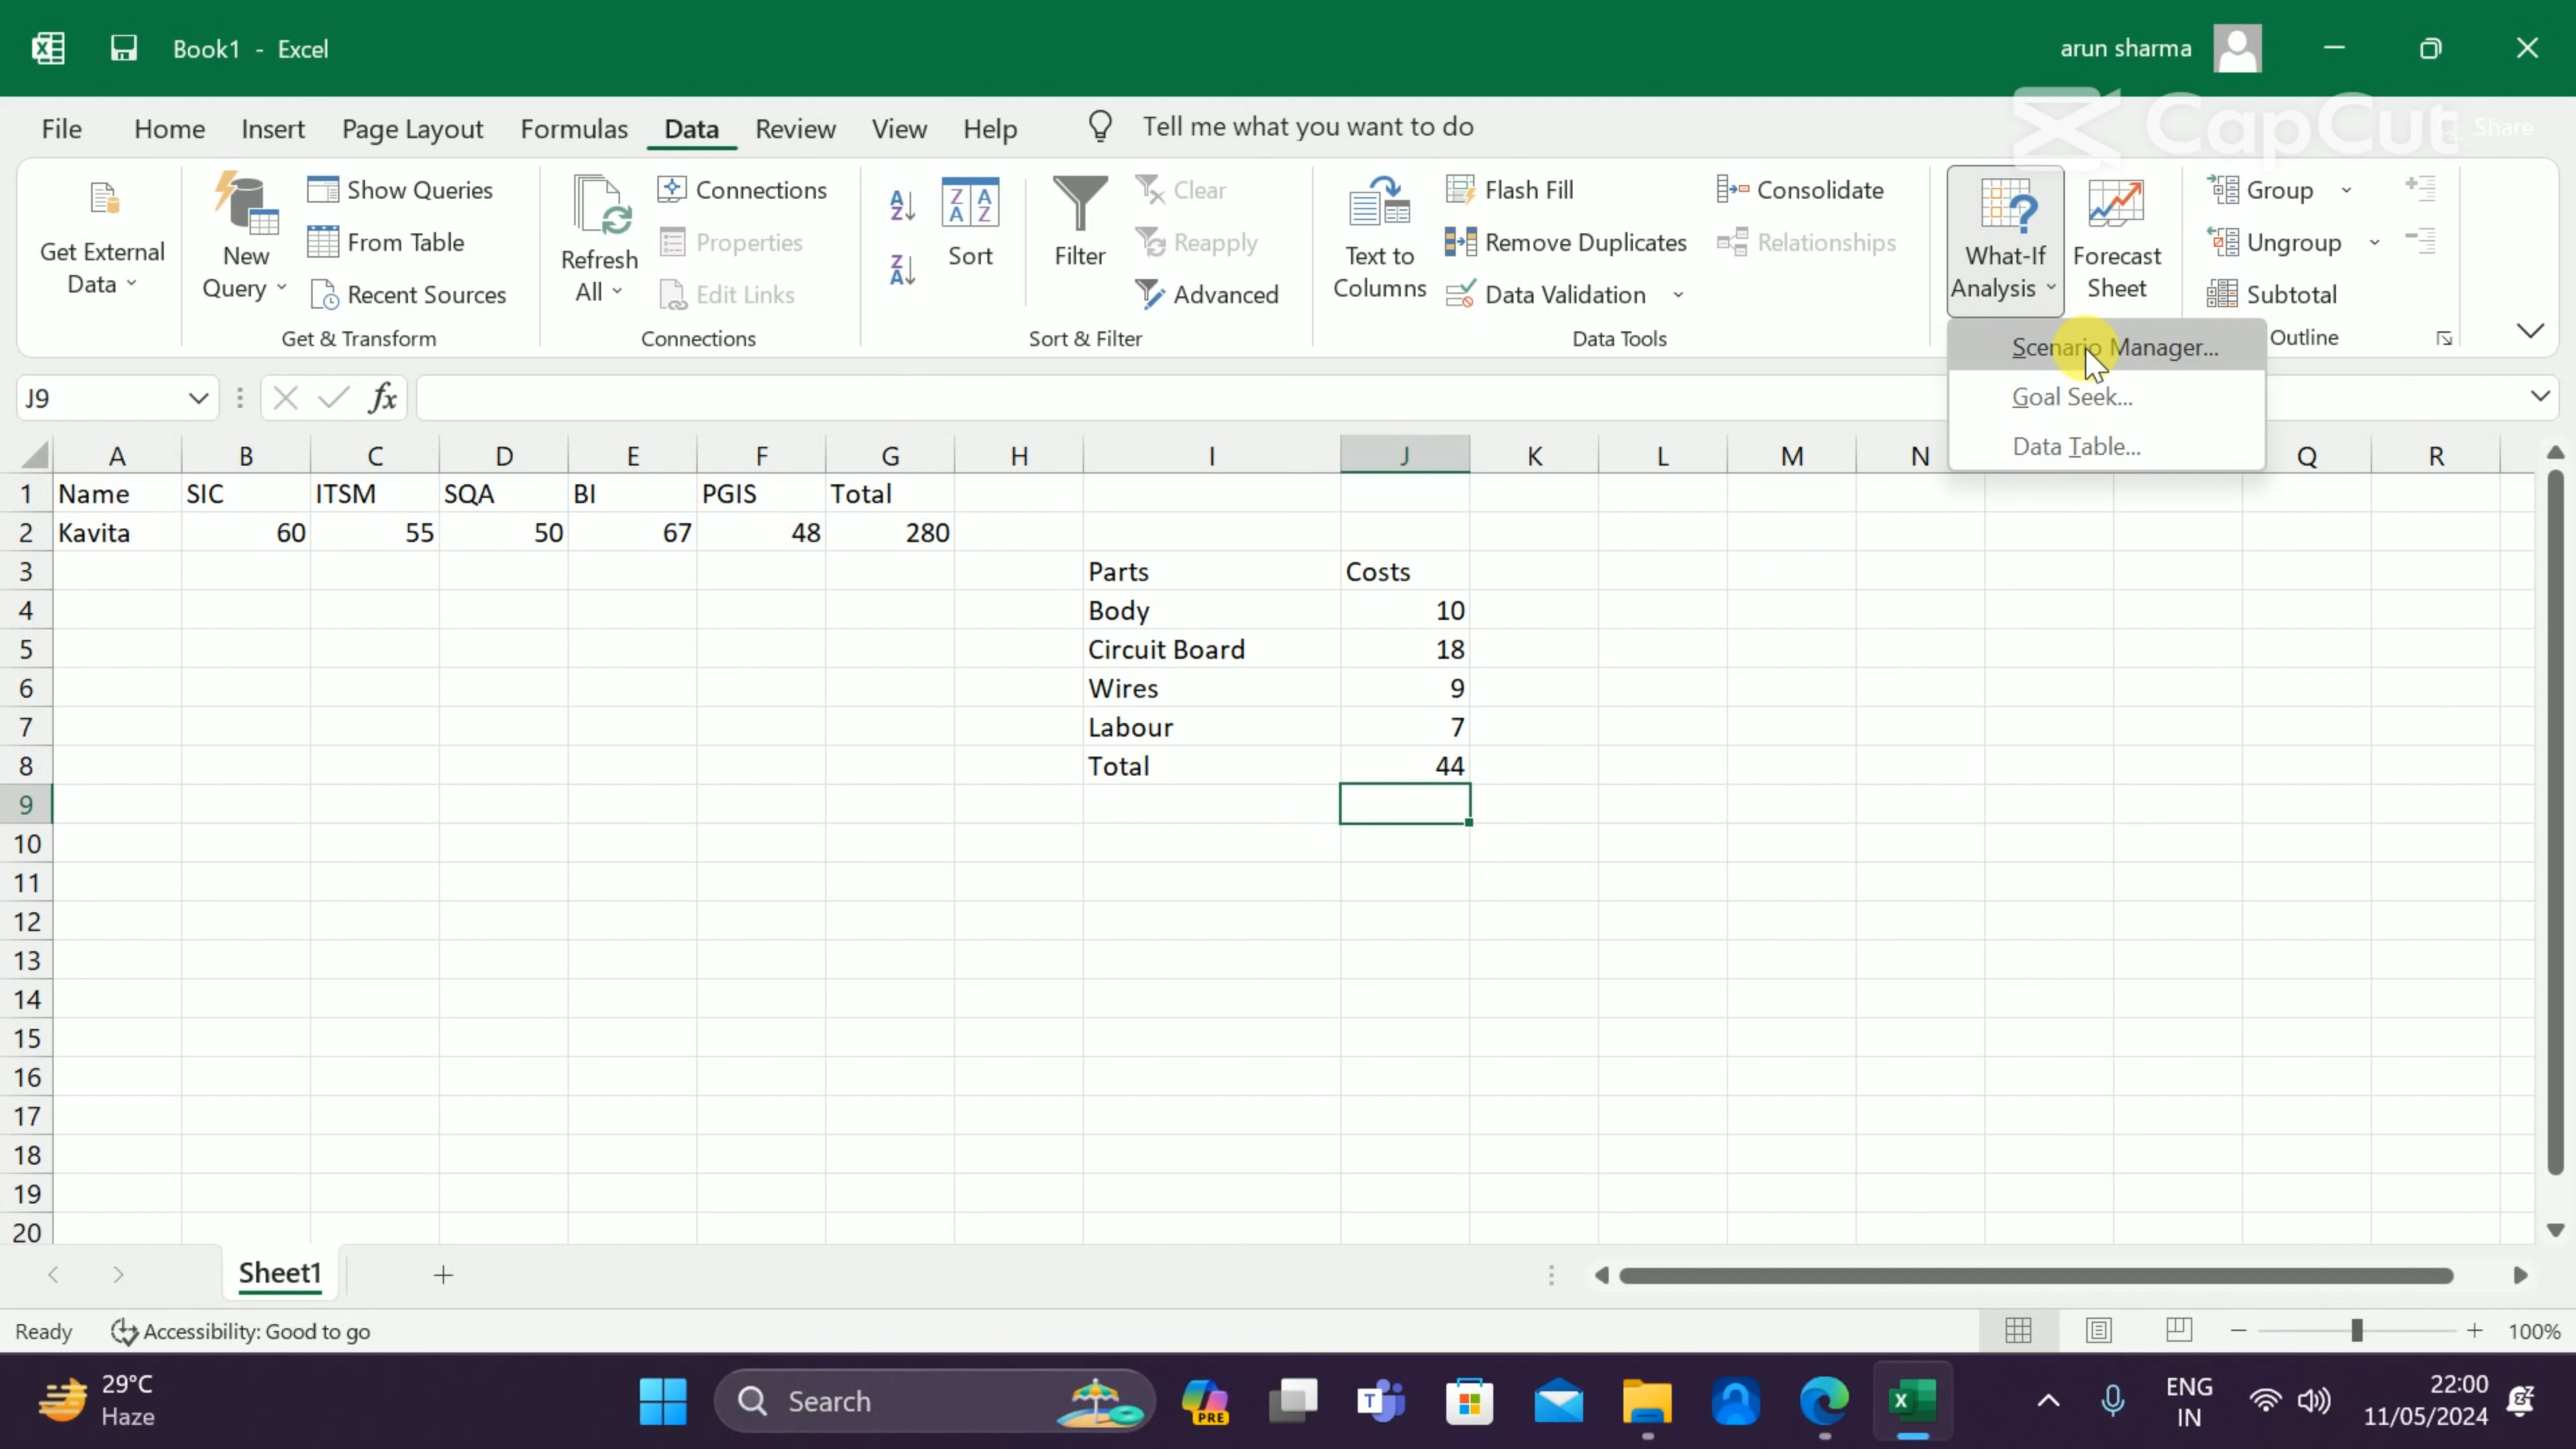 Book1 - Excel
arun sharma
CapCut
Share
File Home Insert Page Layout Formulas Data Review View Help Tell me what you want to do
Get External Data
New Query
Show Queries
From Table
Recent Sources
Get & Transform
Refresh All
Connections
Properties
Edit Links
Connections
Sort
Filter
Clear
Reapply
Advanced
Sort & Filter
Text to Columns
Flash Fill
Remove Duplicates
Data Validation
Consolidate
Relationships
Data Tools
What-If Analysis
Forecast Sheet
Group
Ungroup
Subtotal
Outline
Scenario Manager...
Goal Seek...
Data Table...
J9
fx
A B C D E F G H I J K L M N Q R
1 Name SIC ITSM SQA BI PGIS Total
2 Kavita 60 55 50 67 48 280
3 Parts Costs
4 Body 10
5 Circuit Board 18
6 Wires 9
7 Labour 7
8 Total 44
9
10
11
12
13
14
15
16
17
18
19
20
Sheet1
Ready Accessibility: Good to go
100%
29°C
Haze
Search
PRE
ENG
IN
22:00
11/05/2024